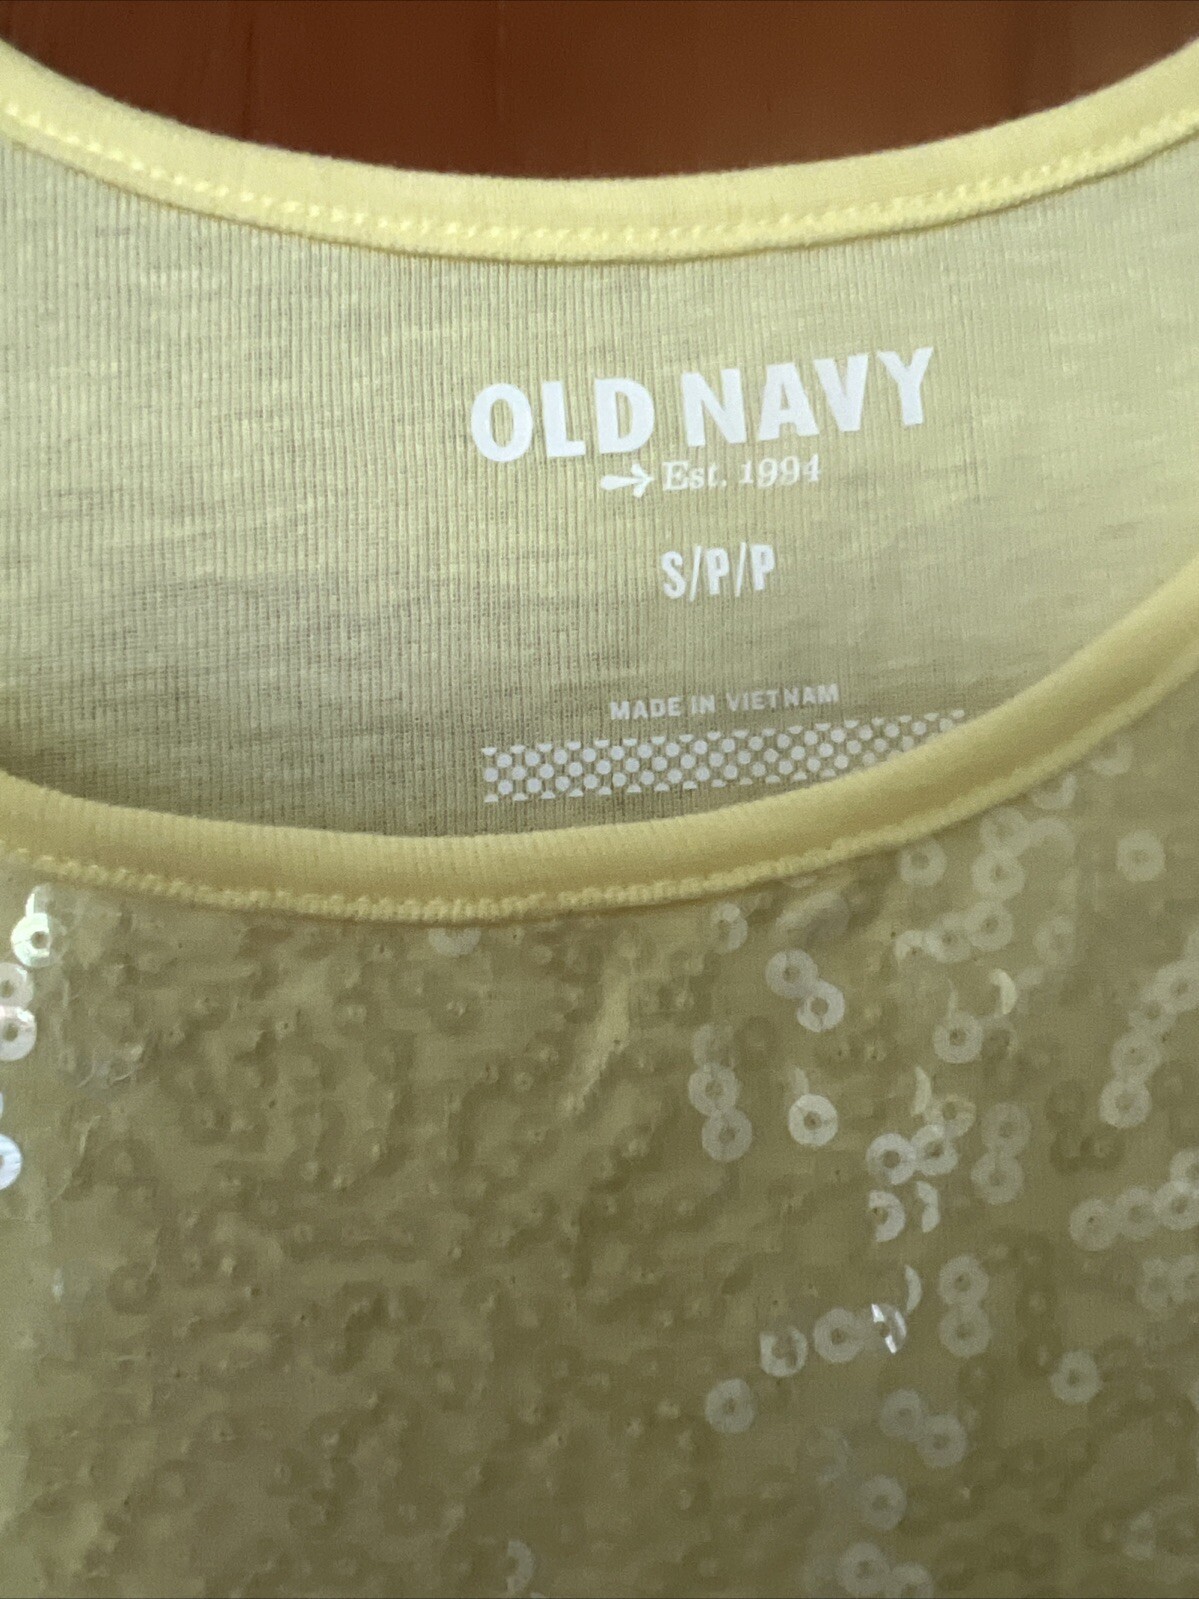 OLD NAVY
Est. 1994
S/P/P
MADE IN VIETNAM